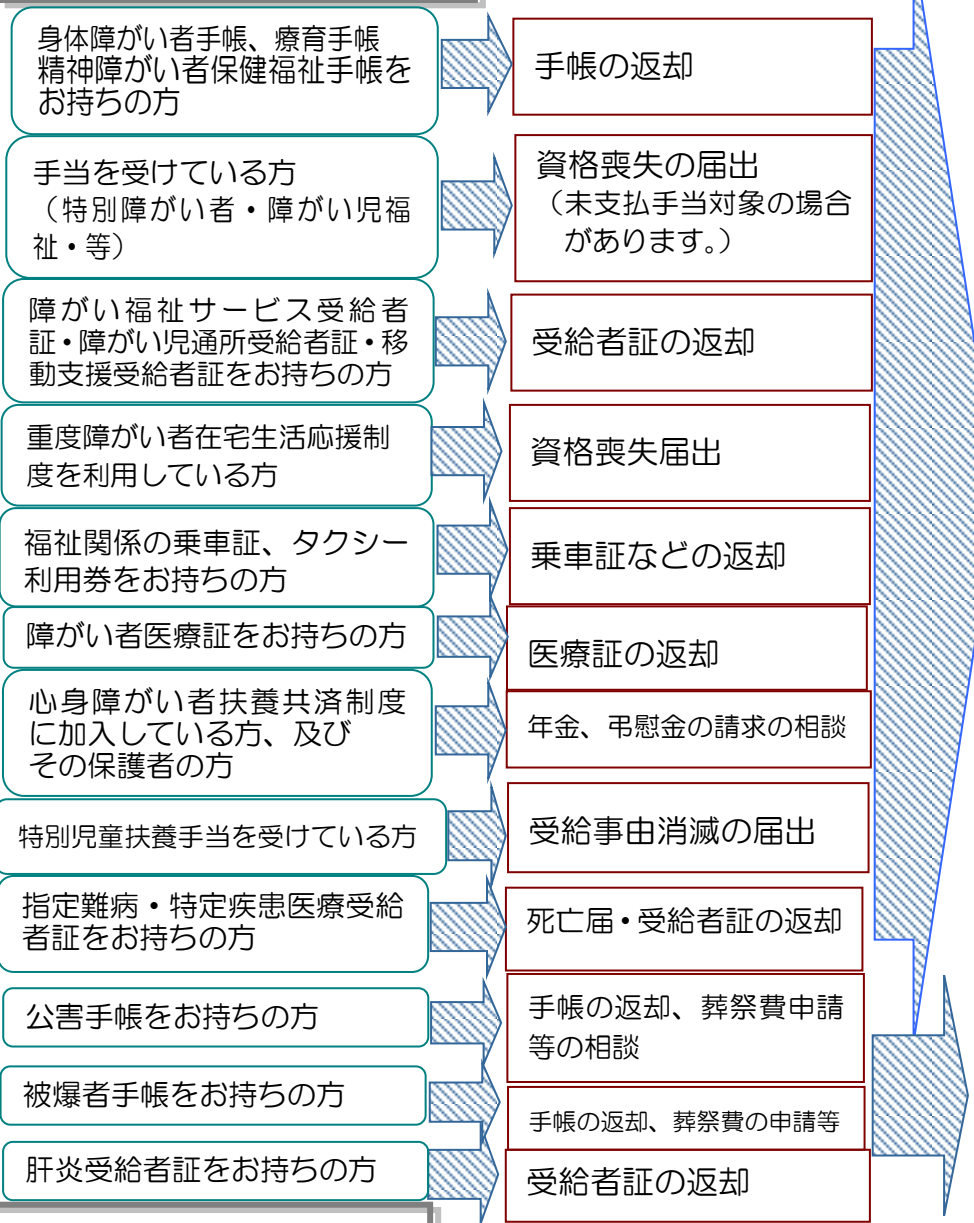 身体障がい者手帳、療育手帳
精神障がい者保健福祉手帳を
お持ちの方
手帳の返却
手当を受けている方
（特別障がい者・障がい児福
祉・等）
資格喪失の届出
（未支払手当対象の場合
があります。）
障がい福祉サービス受給者
証・障がい児通所受給者証・移
動支援受給者証をお持ちの方
受給者証の返却
重度障がい者在宅生活応援制
度を利用している方
資格喪失届出
福祉関係の乗車証、タクシー
利用券をお持ちの方
乗車証などの返却
障がい者医療証をお持ちの方
医療証の返却
心身障がい者扶養共済制度
に加入している方、及び
その保護者の方
年金、弔慰金の請求の相談
特別児童扶養手当を受けている方
受給事由消滅の届出
指定難病・特定疾患医療受給
者証をお持ちの方
死亡届・受給者証の返却
公害手帳をお持ちの方
手帳の返却、葬祭費申請
等の相談
被爆者手帳をお持ちの方
手帳の返却、葬祭費の申請等
肝炎受給者証をお持ちの方
受給者証の返却